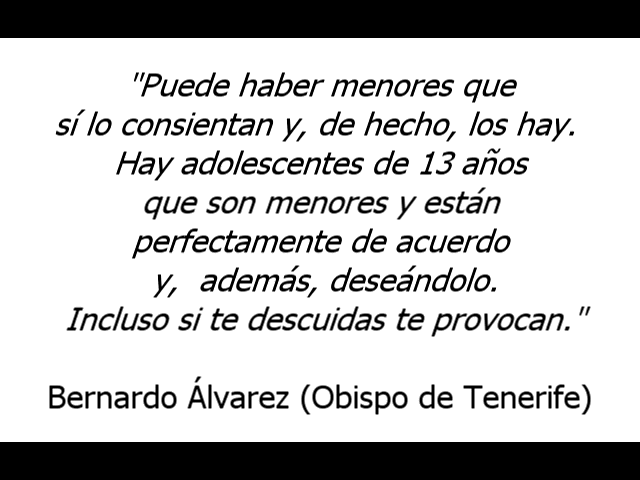 "Puede haber menores que
sí lo consientan y, de hecho, los hay.
Hay adolescentes de 13 años
que son menores y están
perfectamente de acuerdo
y, además, deseándolo.
Incluso si te descuidas te provocan."
Bernardo Álvarez (Obispo de Tenerife)